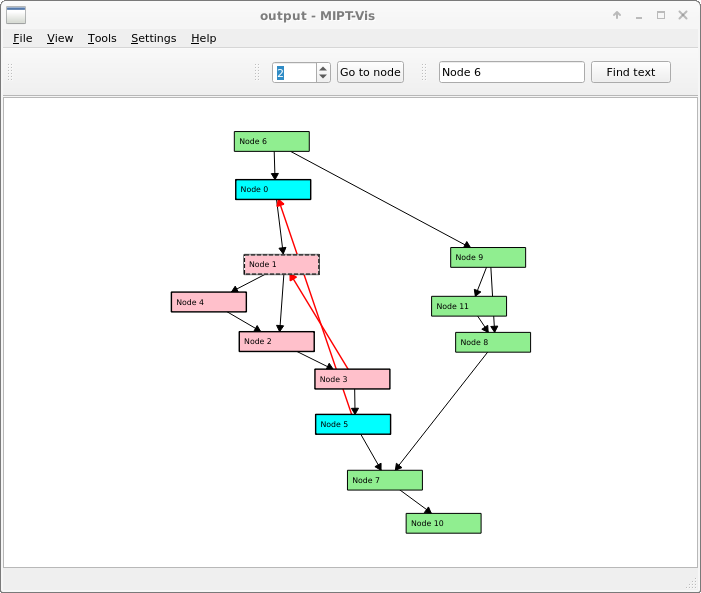 output - MIPT-Vis
File View Tools Settings Help
2 Go to node Node 6 Find text
Node 6
Node 0
Node 9
Node 1
Node 4
Node 11
Node 2
Node 8
Node 3
Node 5
Node 7
Node 10